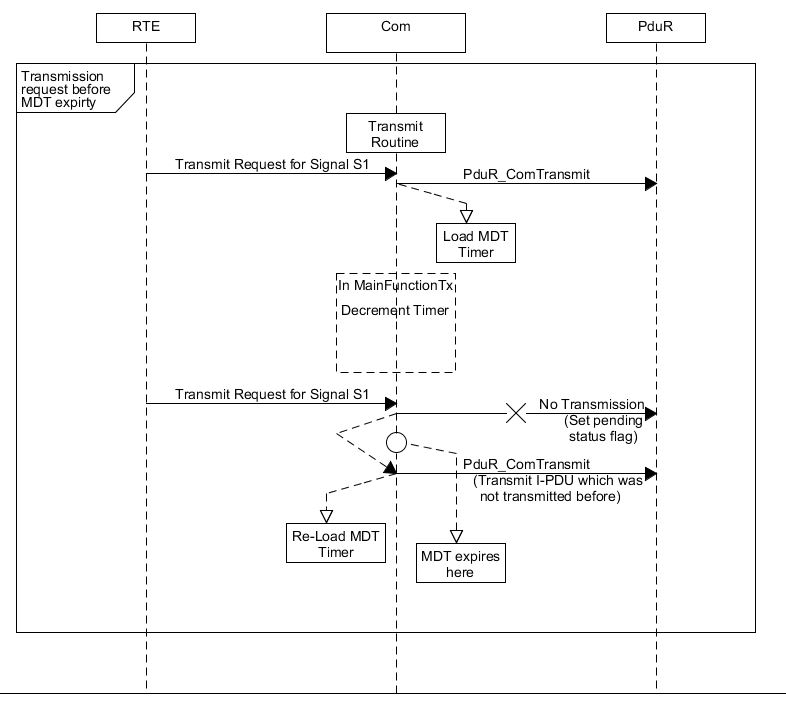 RTE
Com
PduR
Transmission
request before
MDT expirty
Transmit
Routine
Transmit Request for Signal S1
PduR_ComTransmit
Load MDT
Timer
In MainFunctionTx
Decrement Timer
Transmit Request for Signal S1
No Transmission
(Set pending
status flag)
PduR_ComTransmit
(Transmit I-PDU which was
not transmitted before)
Re-Load MDT
Timer
MDT expires
here